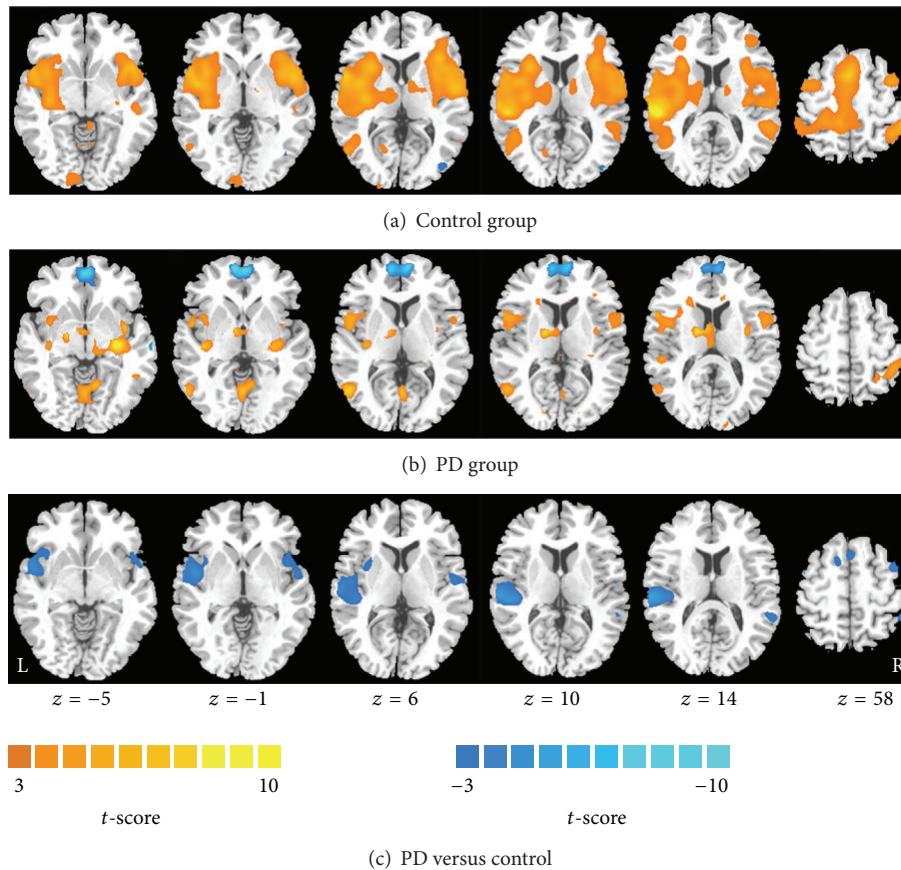 (a) Control group
(b) PD group
L
R
z = −5 z = −1 z = 6 z = 10 z = 14 z = 58
3 10 −3 −10
t-score t-score
(c) PD versus control